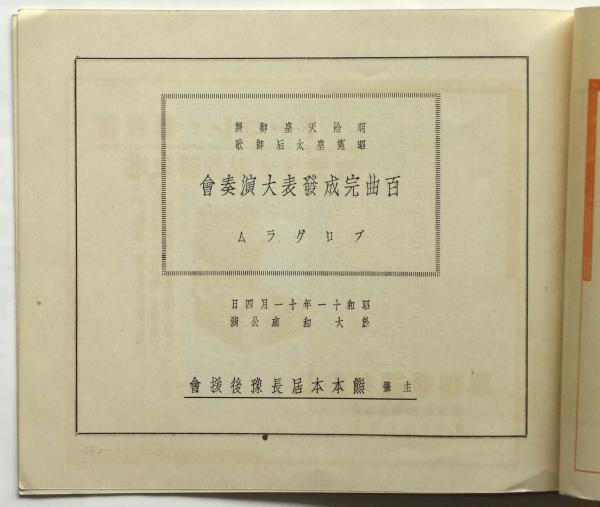 明治天皇御製
昭憲皇太后御歌
百曲完成發表大演奏會
プログラム
昭和十一年十一月四日
於大和座公演
主催 熊本本居長豫後援會